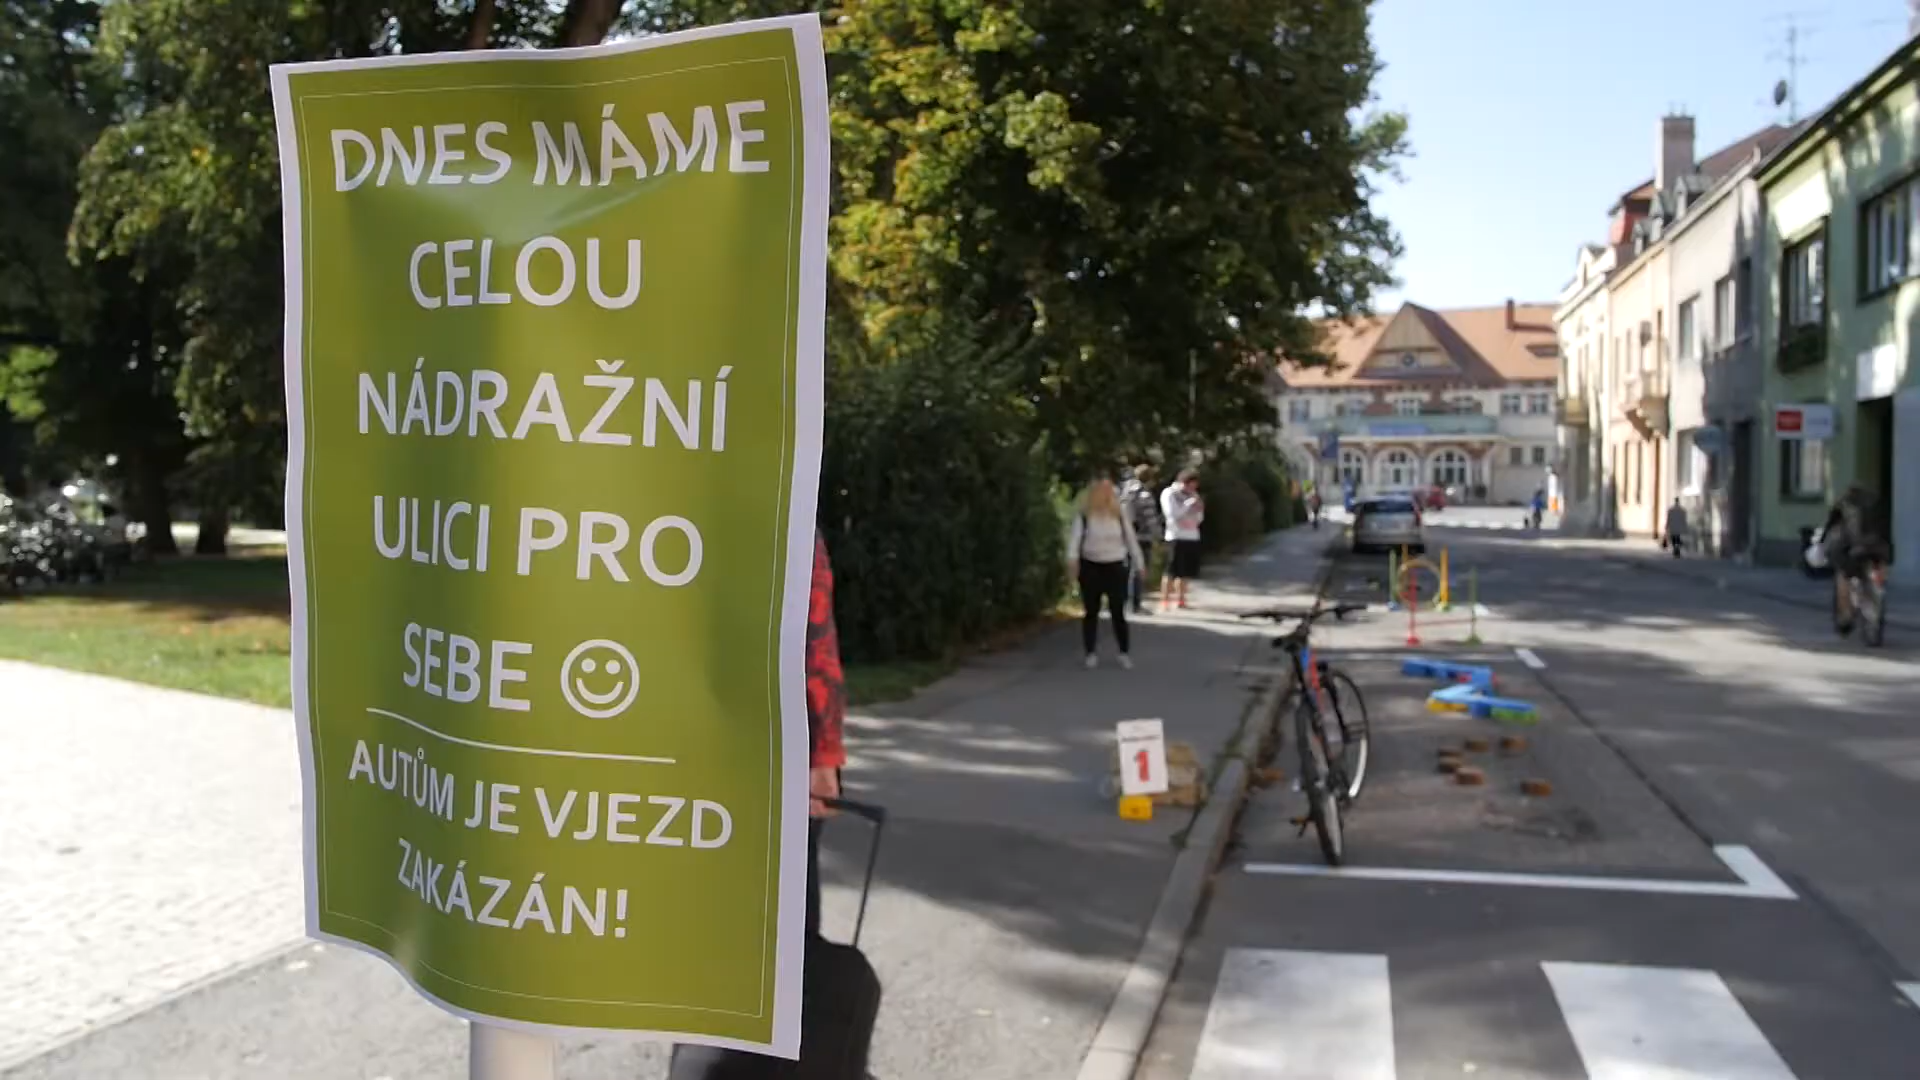 DNES MÁME
CELOU
NÁDRAŽNÍ
ULICI PRO
SEBE ☺
AUTŮM JE VJEZD
ZAKÁZÁN!
1